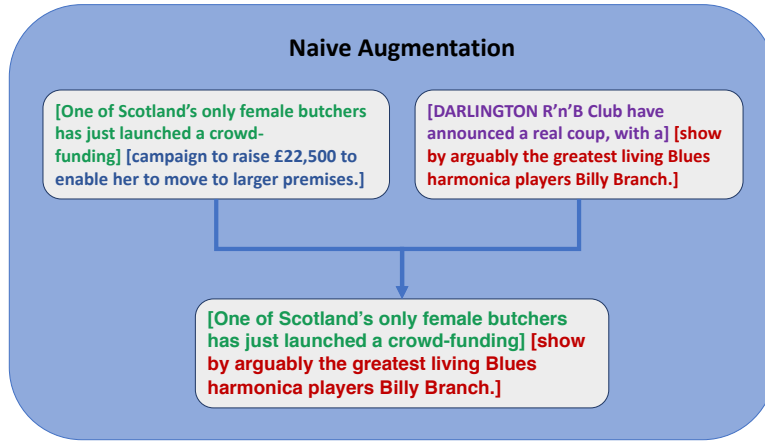 Naive Augmentation
[One of Scotland's only female butchers
has just launched a crowd-
funding] [campaign to raise £22,500 to
enable her to move to larger premises.]
[DARLINGTON R'n'B Club have
announced a real coup, with a] [show
by arguably the greatest living Blues
harmonica players Billy Branch.]
[One of Scotland's only female butchers
has just launched a crowd-funding] [show
by arguably the greatest living Blues
harmonica players Billy Branch.]